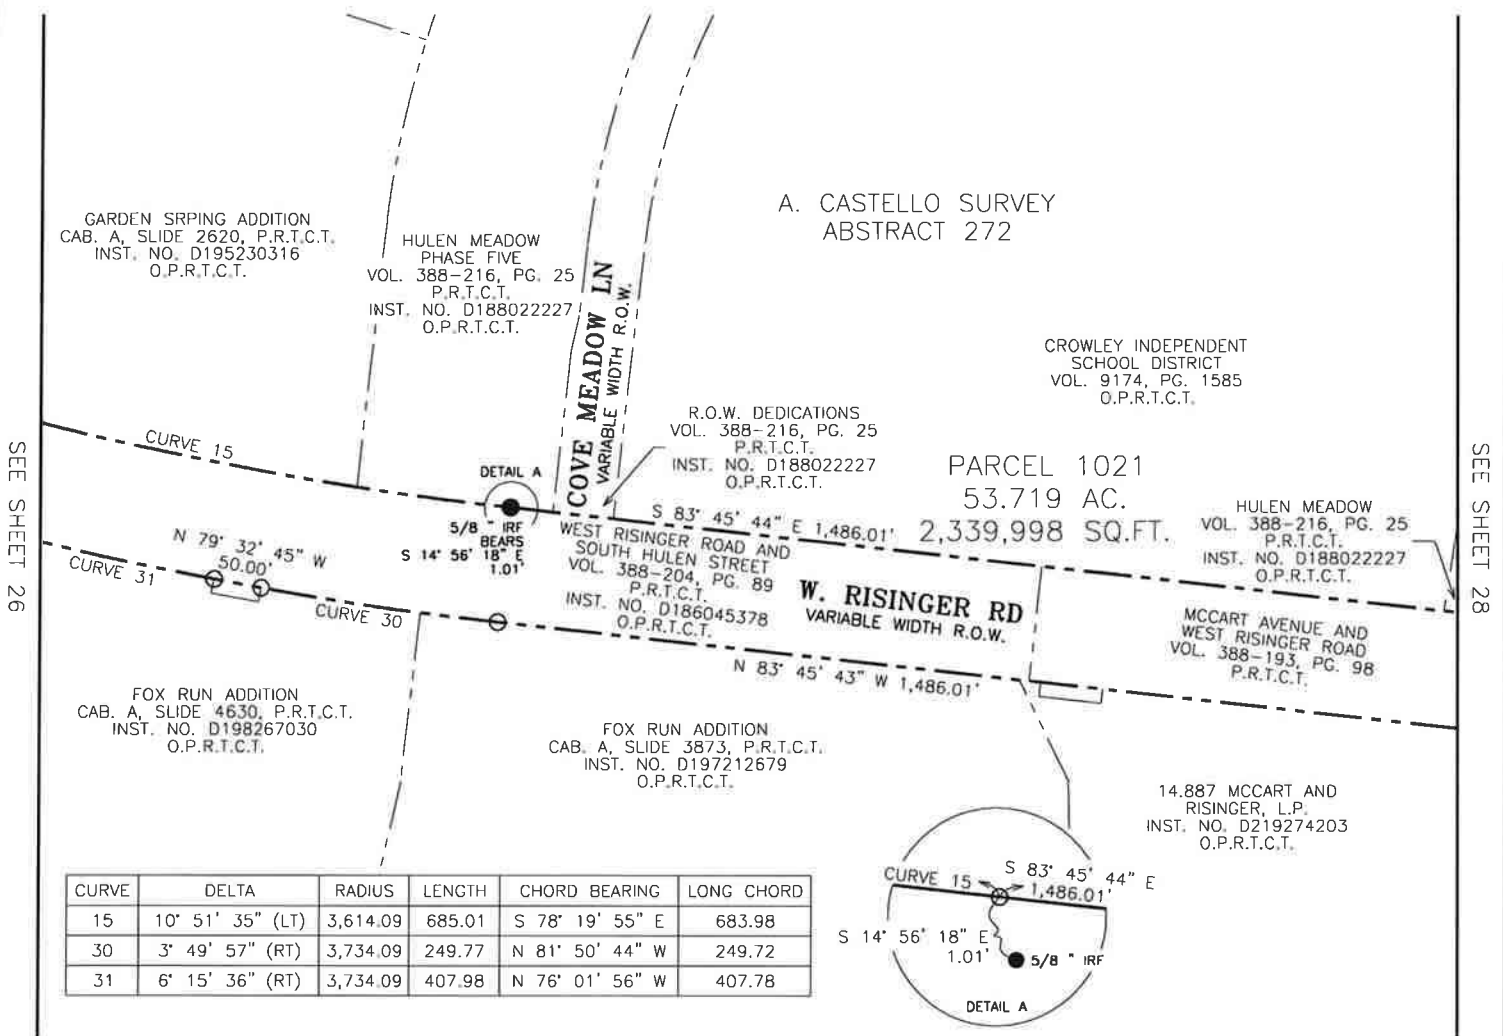 GARDEN SRPING ADDITION
CAB. A, SLIDE 2620, P.R.T.C.T.
INST. NO. D195230316
O.P.R.T.C.T.
HULEN MEADOW
PHASE FIVE
VOL. 388-216, PG. 25
P.R.T.C.T.
INST. NO. D188022227
O.P.R.T.C.T.
COVE MEADOW LN
VARIABLE WIDTH R.O.W.
A. CASTELLO SURVEY
ABSTRACT 272
CROWLEY INDEPENDENT
SCHOOL DISTRICT
VOL. 9174, PG. 1585
O.P.R.T.C.T.
R.O.W. DEDICATIONS
VOL. 388-216, PG. 25
P.R.T.C.T.
INST. NO. D188022227
O.P.R.T.C.T.
PARCEL 1021
53.719 AC.
2,339,998 SQ.FT.
HULEN MEADOW
VOL. 388-216, PG. 25
P.R.T.C.T.
INST. NO. D188022227
O.P.R.T.C.T.
SEE SHEET 26
SEE SHEET 28
CURVE 15
DETAIL A
5/8 " IRF
BEARS
S 14° 56' 18" E
1.01'
S 83° 45' 44" E 1,486.01'
WEST RISINGER ROAD AND
SOUTH HULEN STREET
VOL. 388-204, PG. 89
P.R.T.C.T.
INST. NO. D186045378
O.P.R.T.C.T.
W. RISINGER RD
VARIABLE WIDTH R.O.W.
MCCART AVENUE AND
WEST RISINGER ROAD
VOL. 388-193, PG. 98
P.R.T.C.T.
N 79° 32' 45" W
50.00'
CURVE 31
CURVE 30
N 83° 45' 43" W 1,486.01'
FOX RUN ADDITION
CAB. A, SLIDE 4630, P.R.T.C.T.
INST. NO. D198267030
O.P.R.T.C.T.
FOX RUN ADDITION
CAB. A, SLIDE 3873, P.R.T.C.T.
INST. NO. D197212679
O.P.R.T.C.T.
14.887 MCCART AND
RISINGER, L.P.
INST. NO. D219274203
O.P.R.T.C.T.
CURVE DELTA RADIUS LENGTH CHORD BEARING LONG CHORD
15 10° 51' 35" (LT) 3,614.09 685.01 S 78° 19' 55" E 683.98
30 3° 49' 57" (RT) 3,734.09 249.77 N 81° 50' 44" W 249.72
31 6° 15' 36" (RT) 3,734.09 407.98 N 76° 01' 56" W 407.78
CURVE 15
S 83° 45' 44" E
1,486.01'
S 14° 56' 18" E
1.01'
5/8 " IRF
DETAIL A